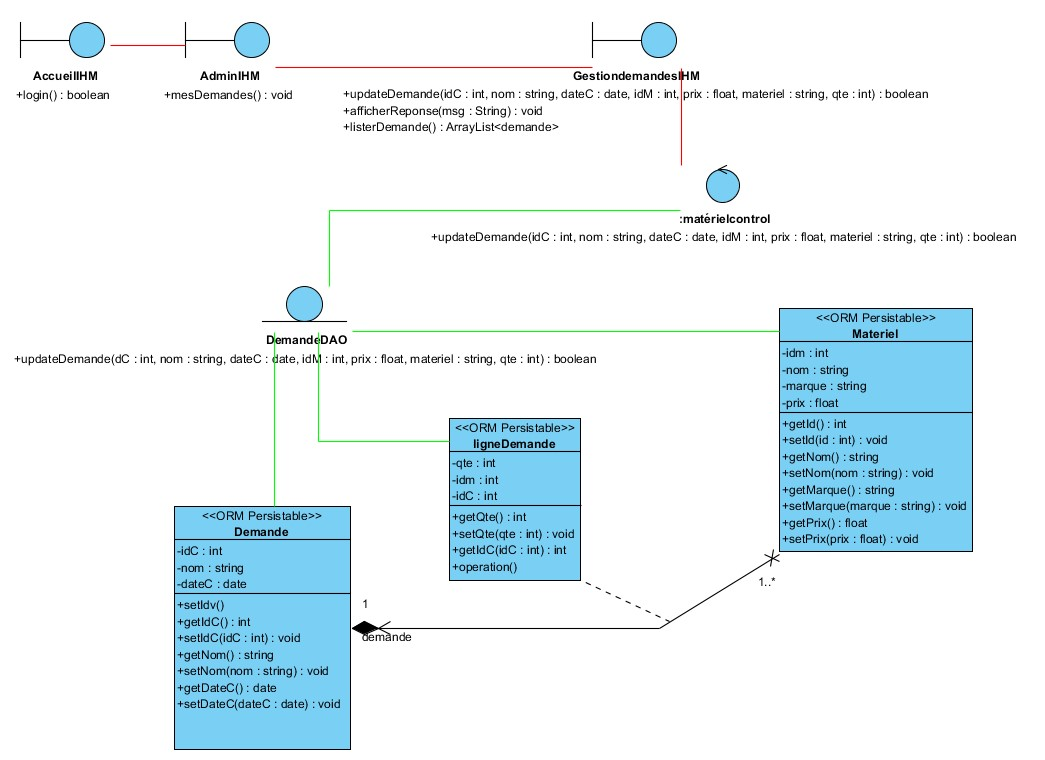 AccueilIHM
+login() : boolean
AdminIHM
+mesDemandes() : void
GestiondemandesIHM
+updateDemande(idC : int, nom : string, dateC : date, idM : int, prix : float, materiel : string, qte : int) : boolean
+afficherReponse(msg : String) : void
+listerDemande() : ArrayList<demande>
:matérielcontrol
+updateDemande(idC : int, nom : string, dateC : date, idM : int, prix : float, materiel : string, qte : int) : boolean
DemandeDAO
+updateDemande(dC : int, nom : string, dateC : date, idM : int, prix : float, materiel : string, qte : int) : boolean
<<ORM Persistable>>
Materiel
-idm : int
-nom : string
-marque : string
-prix : float
+getId() : int
+setId(id : int) : void
+getNom() : string
+setNom(nom : string) : void
+getMarque() : string
+setMarque(marque : string) : void
+getPrix() : float
+setPrix(prix : float) : void
<<ORM Persistable>>
ligneDemande
-qte : int
-idm : int
-idC : int
+getQte() : int
+setQte(qte : int) : void
+getIdC(idC : int) : int
+operation()
<<ORM Persistable>>
Demande
-idC : int
-nom : string
-dateC : date
+setIdv()
+getIdC() : int
+setIdC(idC : int) : void
+getNom() : string
+setNom(nom : string) : void
+getDateC() : date
+setDateC(dateC : date) : void
1
demande
1..*